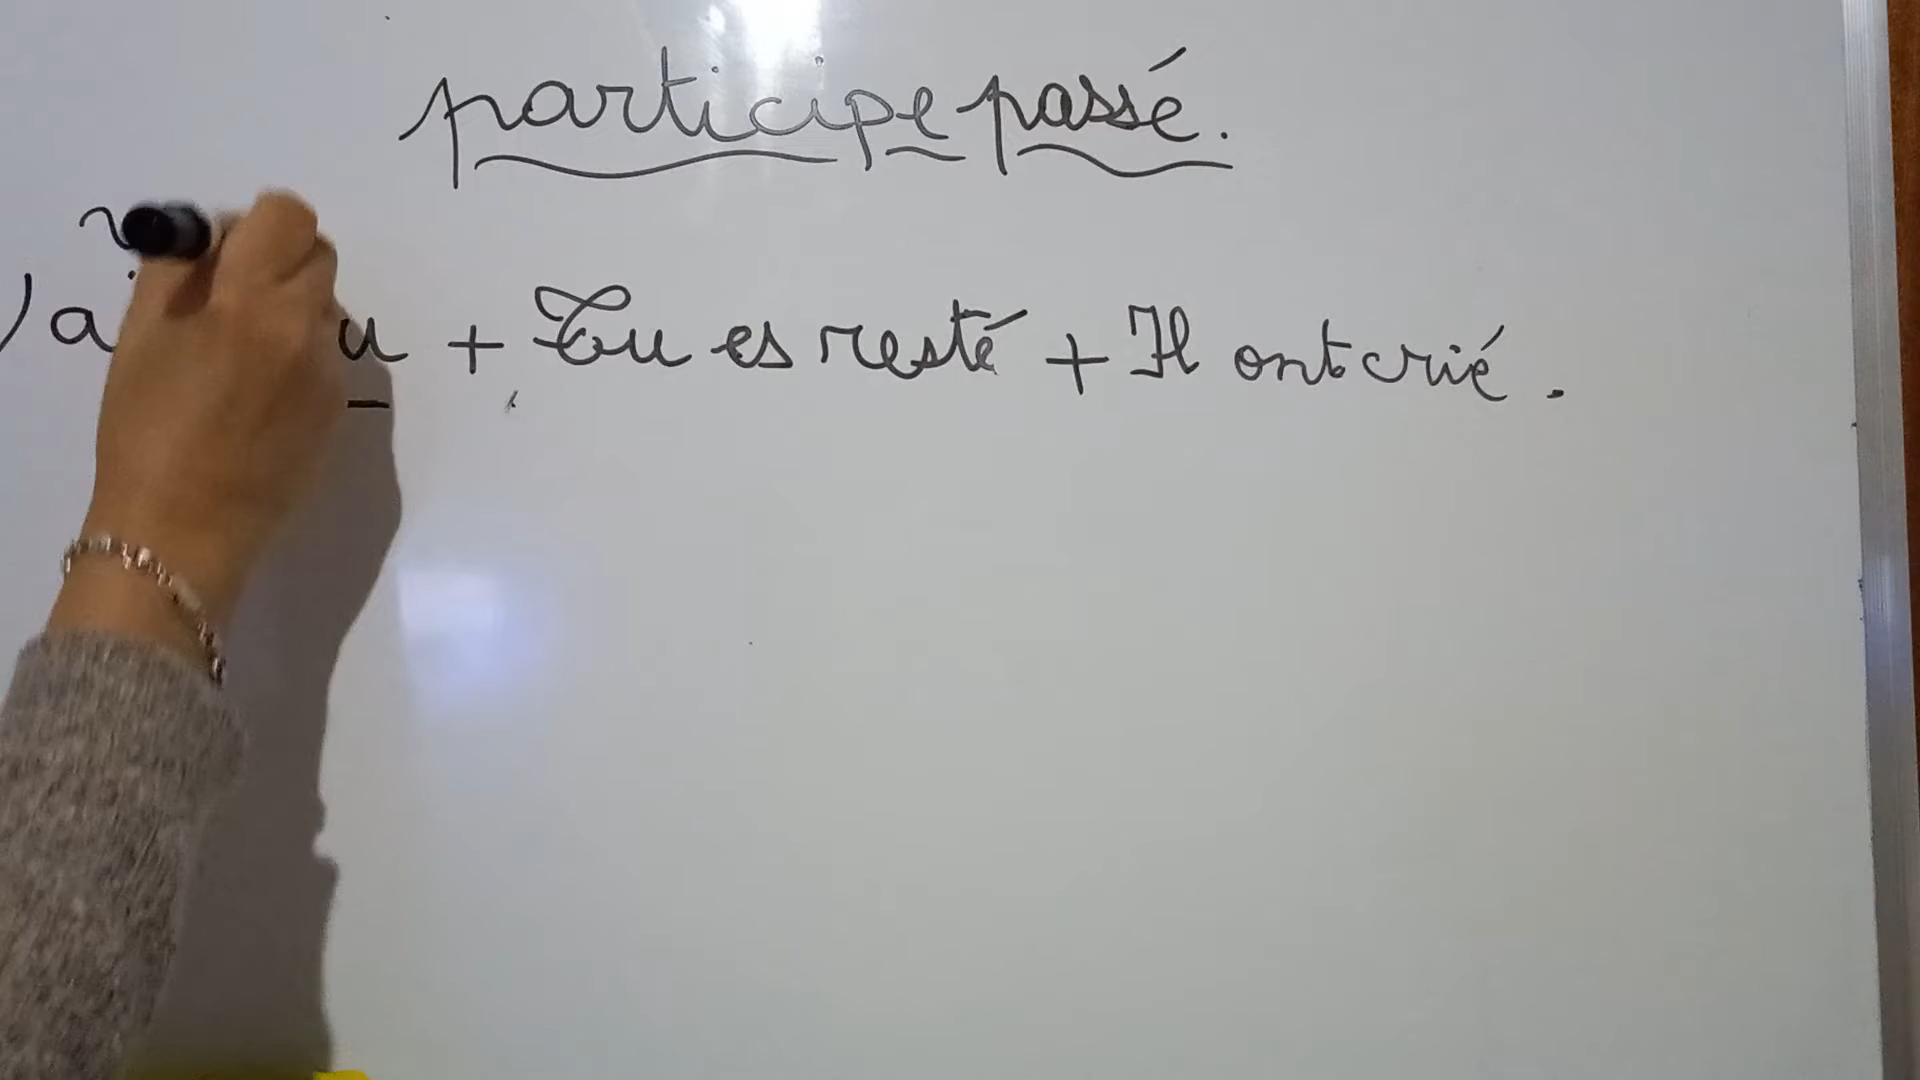 participe passé.
u + Tu es resté + Il ont crié.